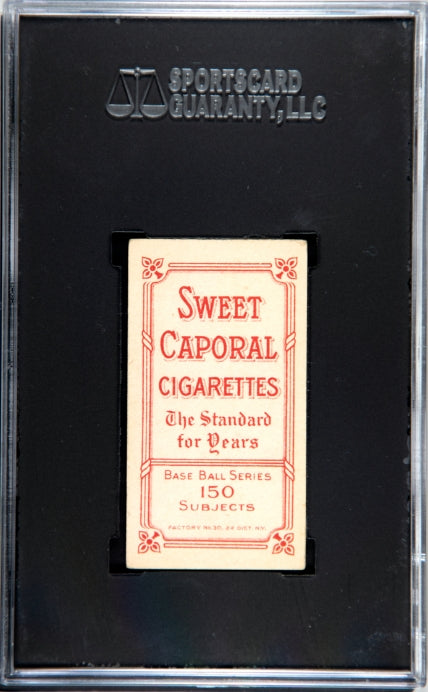 SPORTSCARD
GUARANTY, LLC
SWEET
CAPORAL
CIGARETTES
The Standard
for Years
BASE BALL SERIES
150
SUBJECTS
FACTORY No. 30, 2D DIST. N.Y.